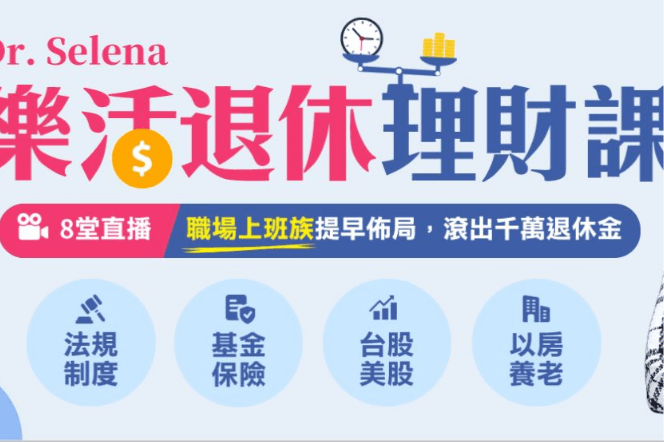 Dr. Selena
樂活退休理財課
8堂直播
職場上班族提早佈局，滾出千萬退休金
法規
制度
基金
保險
台股
美股
以房
養老